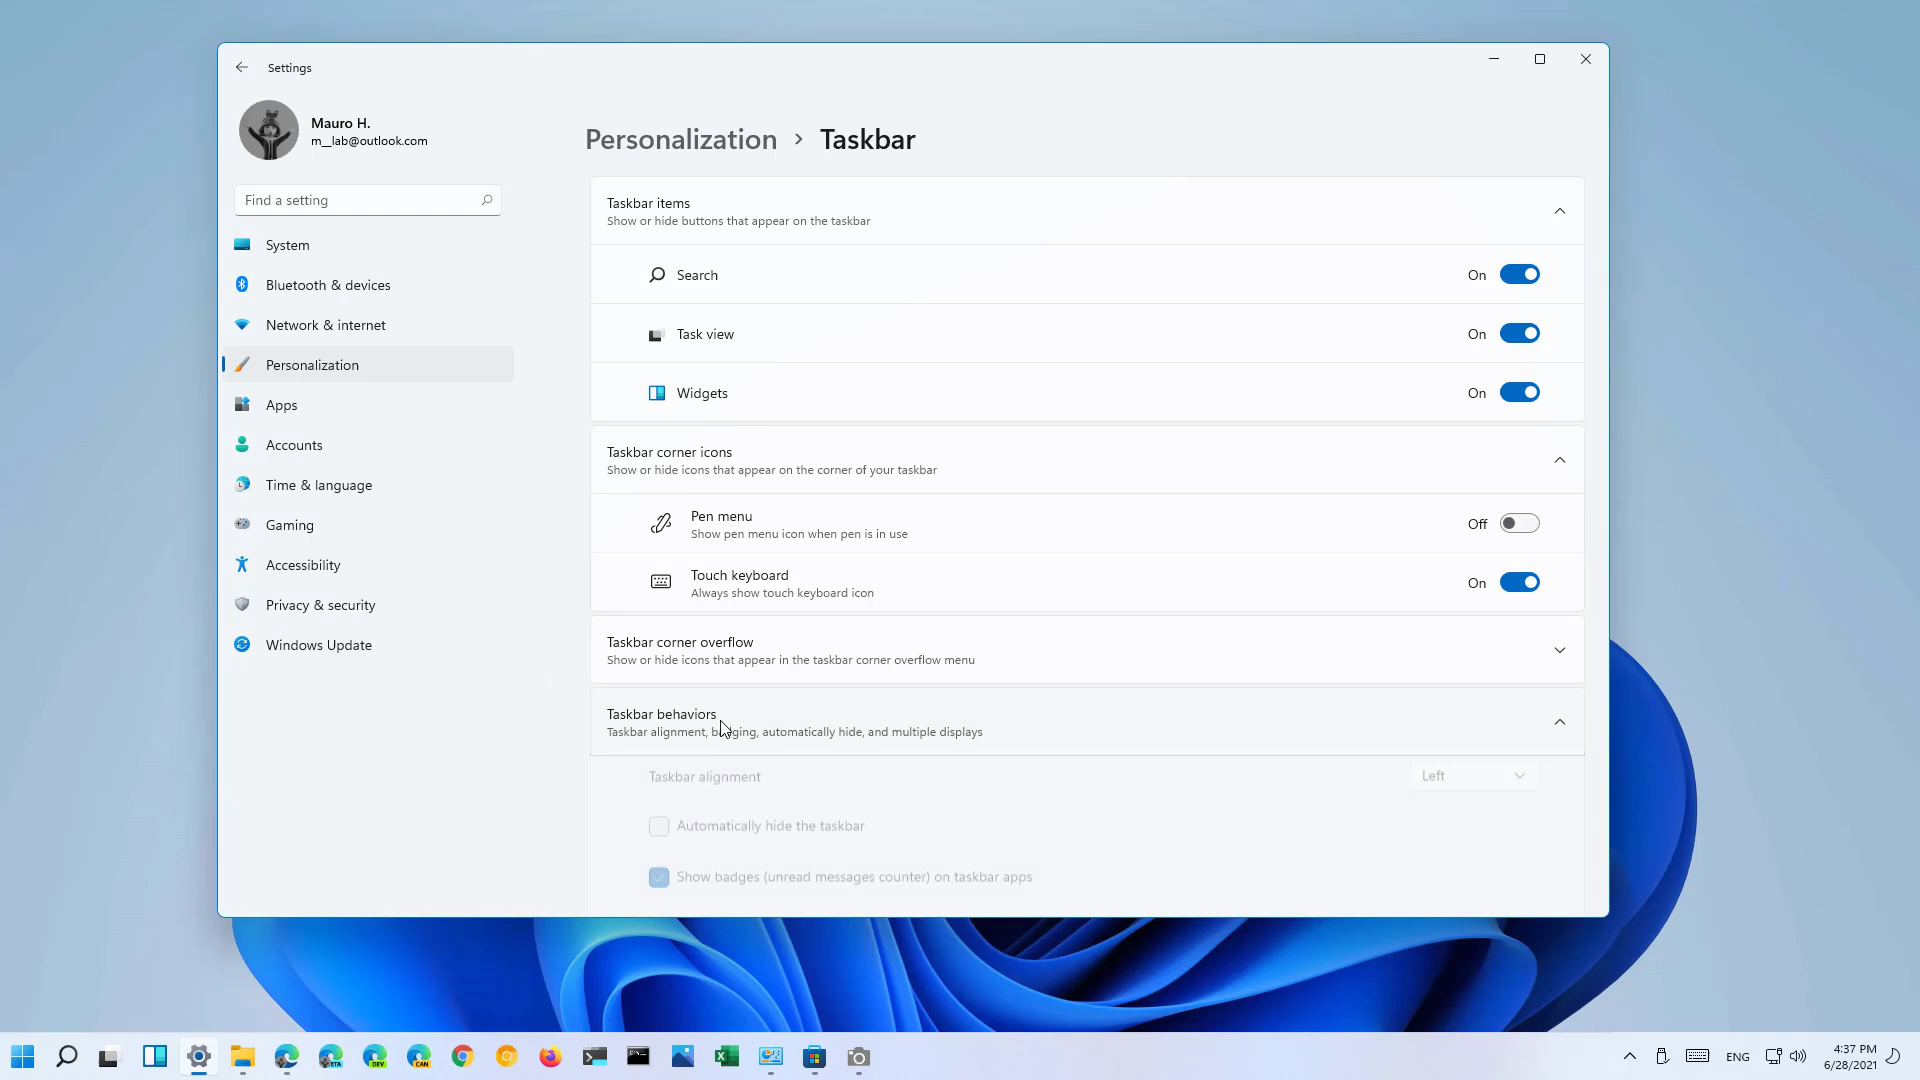 Settings
Mauro H.
m__lab@outlook.com
Find a setting
System
Bluetooth & devices
Network & internet
Personalization
Apps
Accounts
Time & language
Gaming
Accessibility
Privacy & security
Windows Update
Personalization > Taskbar
Taskbar items
Show or hide buttons that appear on the taskbar
Search On
Task view On
Widgets On
Taskbar corner icons
Show or hide icons that appear on the corner of your taskbar
Pen menu
Show pen menu icon when pen is in use
Off
Touch keyboard
Always show touch keyboard icon
On
Taskbar corner overflow
Show or hide icons that appear in the taskbar corner overflow menu
Taskbar behaviors
Taskbar alignment, badging, automatically hide, and multiple displays
Taskbar alignment Left
Automatically hide the taskbar
Show badges (unread messages counter) on taskbar apps
BETA
DEV
CAN
ENG
4:37 PM
6/28/2021